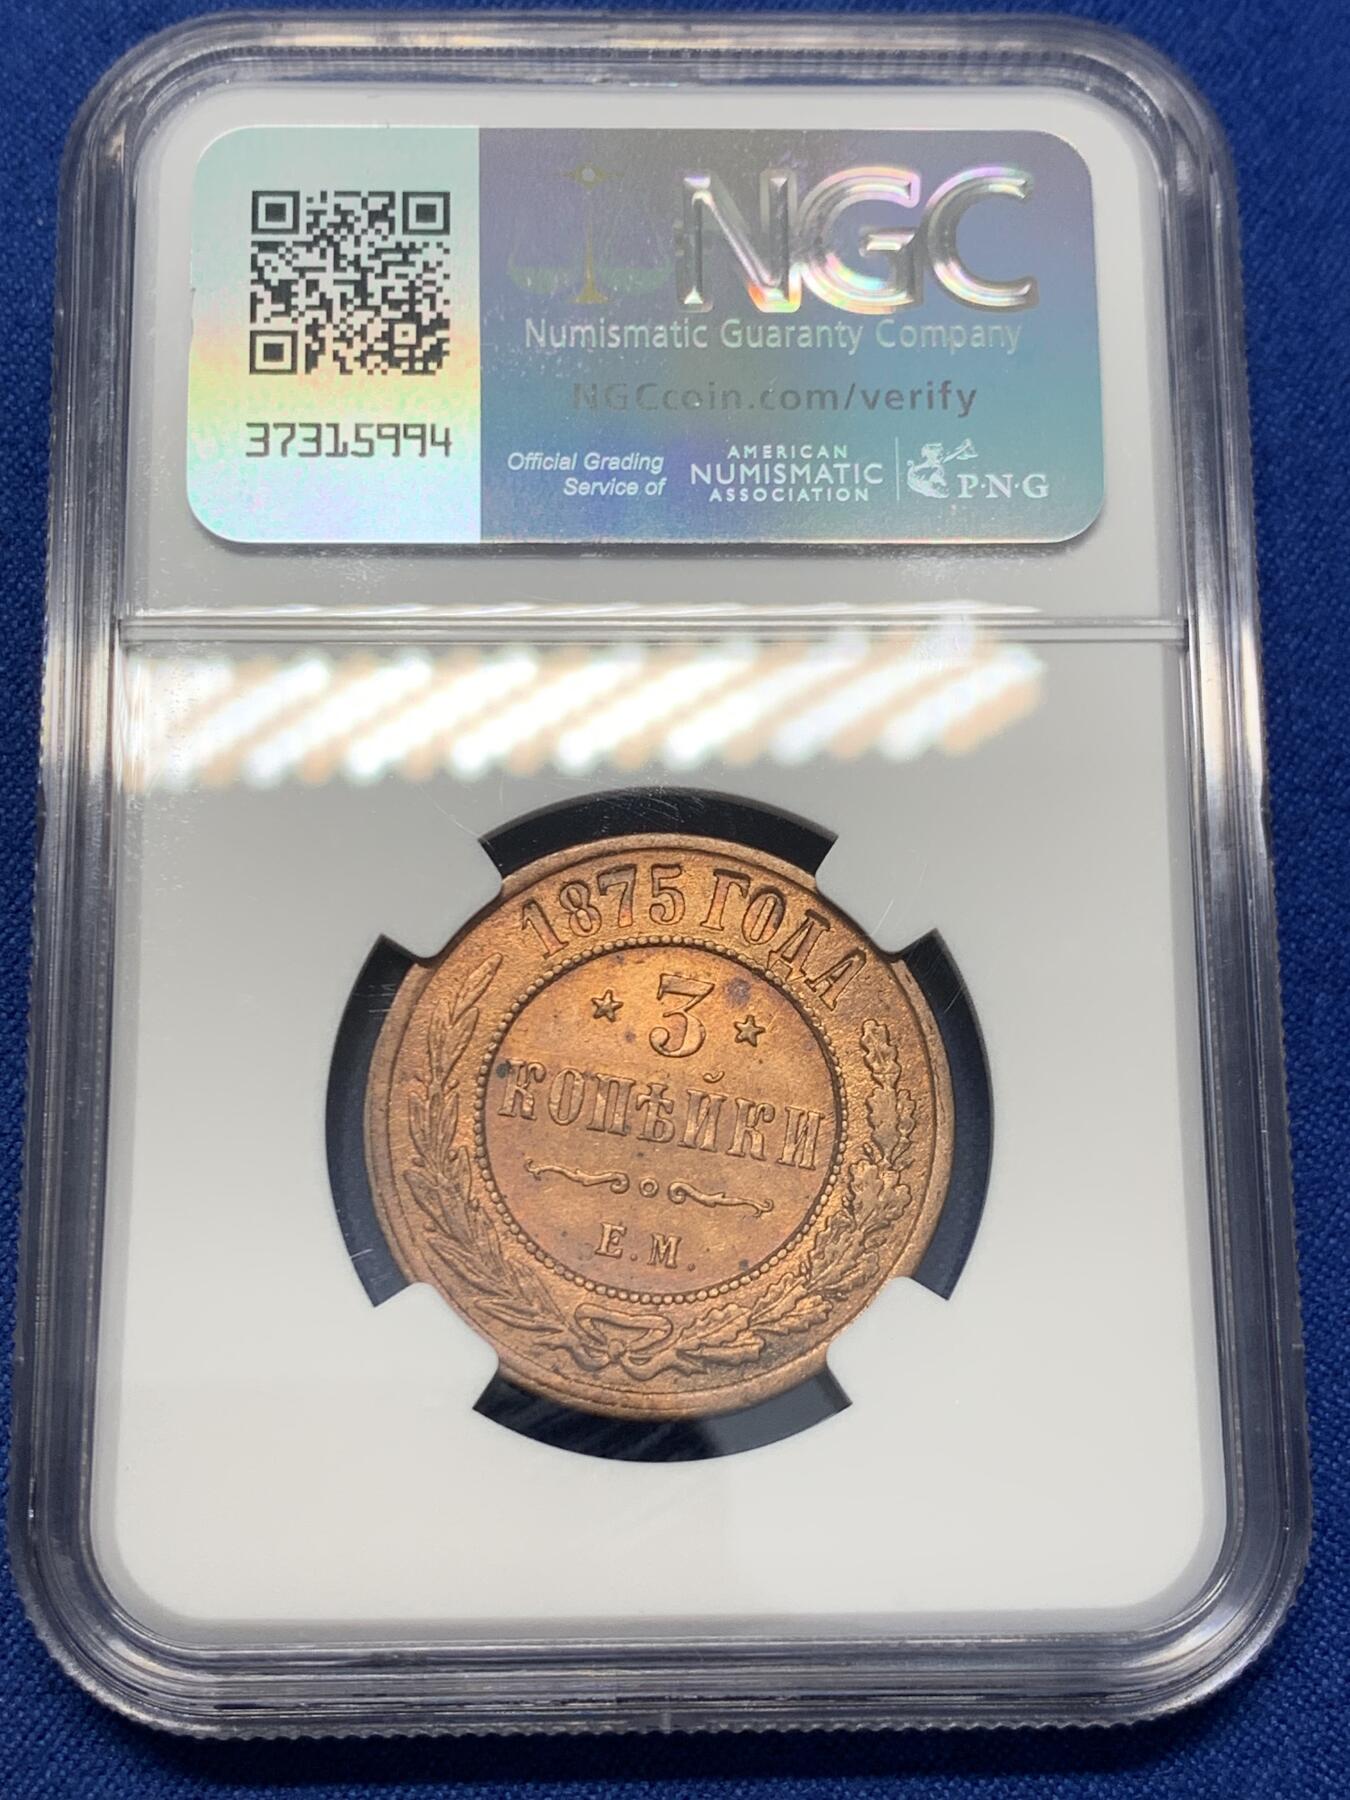 NGC
Numismatic Guaranty Company
NGCcoin.com/verify
37315994
Official Grading
Service of
AMERICAN
NUMISMATIC
ASSOCIATION
P·N·G
1875 ГОДА
3
КОПѢЙКИ
Е.М.